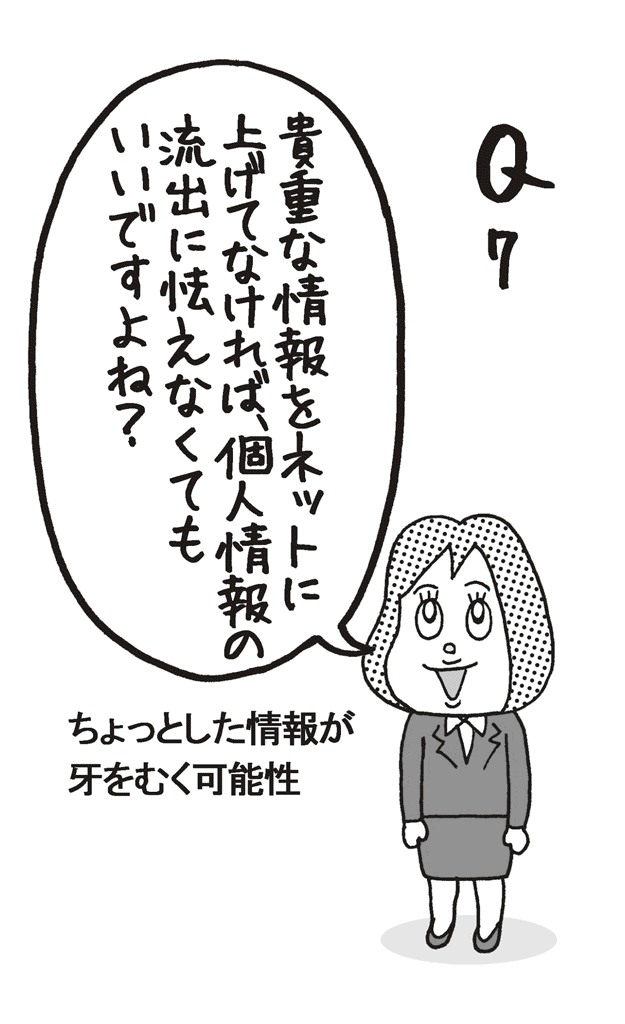 Q
7
貴重な情報をネットに
上げてなければ、個人情報の
流出に怯えなくても
いいですよね?
ちょっとした情報が
牙をむく可能性